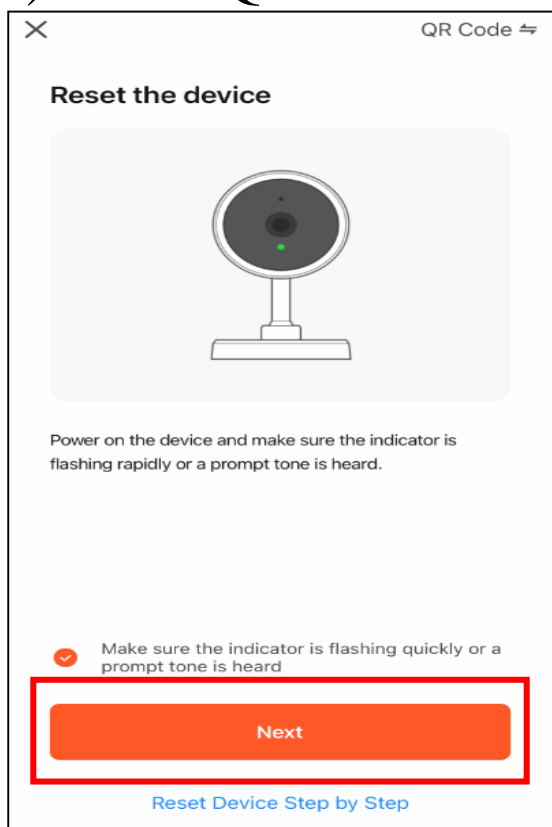 QR Code ⇋
Reset the device
Power on the device and make sure the indicator is
flashing rapidly or a prompt tone is heard.
Make sure the indicator is flashing quickly or a
prompt tone is heard
Next
Reset Device Step by Step